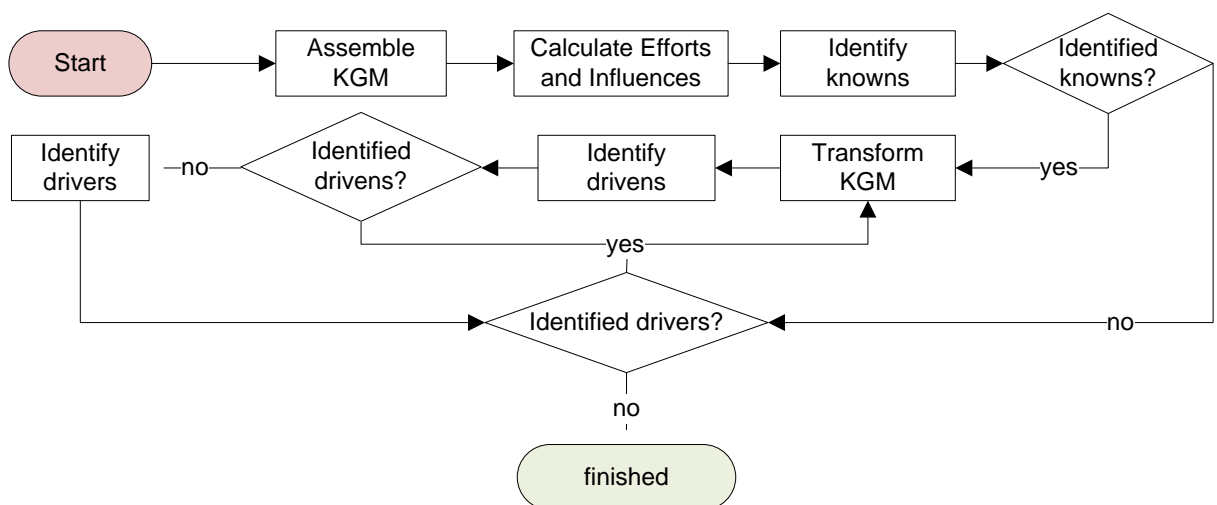 Start
Assemble
KGM
Calculate Efforts
and Influences
Identify
knowns
Identified
knowns?
Identify
drivers
no
Identified
drivens?
Identify
drivens
Transform
KGM
yes
yes
Identified drivers?
no
no
finished